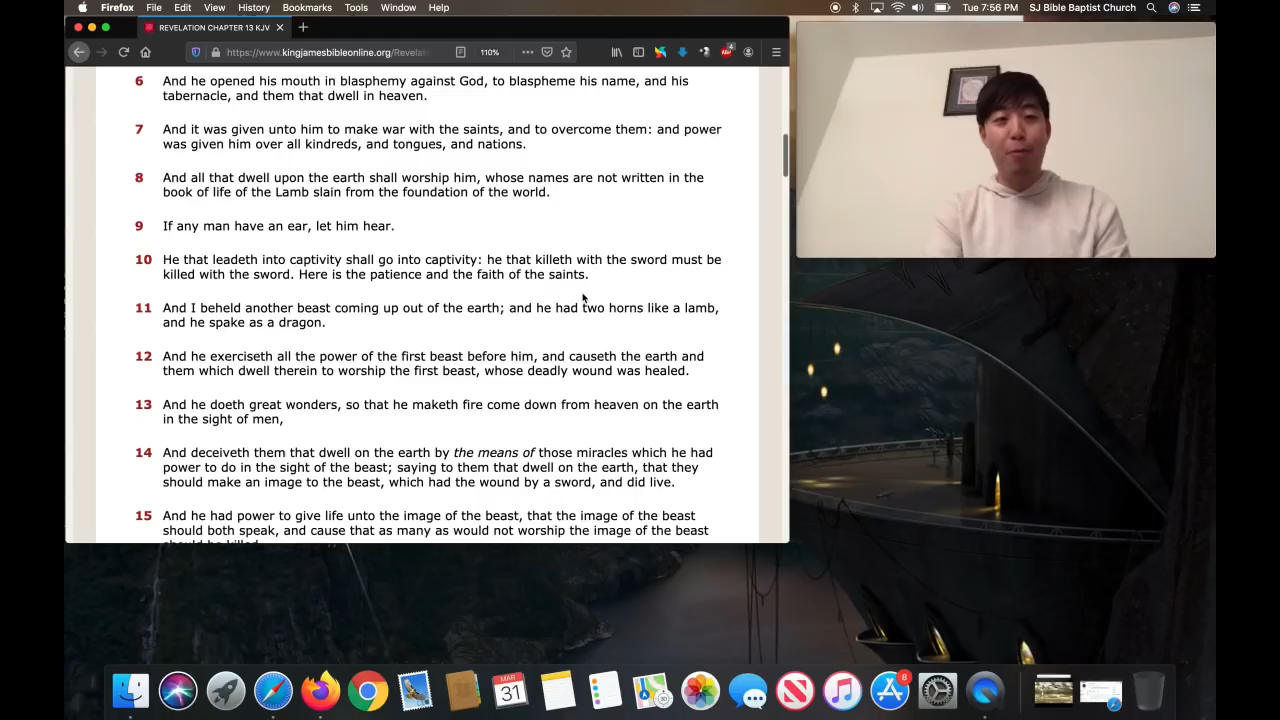 Firefox File Edit View History Bookmarks Tools Window Help Tue 7:56 PM SJ Bible Baptist Church
REVELATION CHAPTER 13 KJV
https://www.kingjamesbibleonline.org/Revelat 110%
4
6 And he opened his mouth in blasphemy against God, to blaspheme his name, and his
tabernacle, and them that dwell in heaven.
7 And it was given unto him to make war with the saints, and to overcome them: and power
was given him over all kindreds, and tongues, and nations.
8 And all that dwell upon the earth shall worship him, whose names are not written in the
book of life of the Lamb slain from the foundation of the world.
9 If any man have an ear, let him hear.
10 He that leadeth into captivity shall go into captivity: he that killeth with the sword must be
killed with the sword. Here is the patience and the faith of the saints.
11 And I beheld another beast coming up out of the earth; and he had two horns like a lamb,
and he spake as a dragon.
12 And he exerciseth all the power of the first beast before him, and causeth the earth and
them which dwell therein to worship the first beast, whose deadly wound was healed.
13 And he doeth great wonders, so that he maketh fire come down from heaven on the earth
in the sight of men,
14 And deceiveth them that dwell on the earth by the means of those miracles which he had
power to do in the sight of the beast; saying to them that dwell on the earth, that they
should make an image to the beast, which had the wound by a sword, and did live.
15 And he had power to give life unto the image of the beast, that the image of the beast
should both speak, and cause that as many as would not worship the image of the beast
should be killed
MAR
31
8